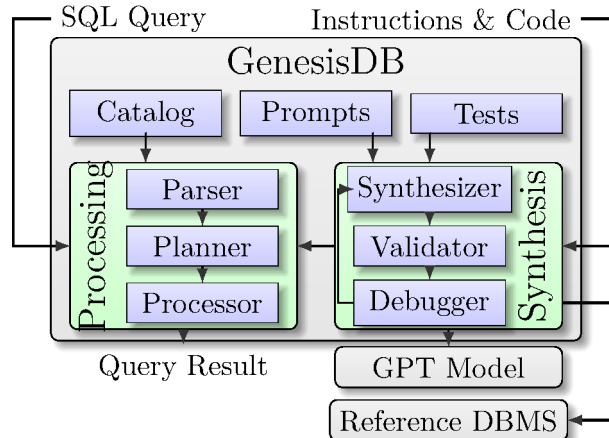 SQL Query
Instructions & Code
GenesisDB
Catalog
Prompts
Tests
Processing
Parser
Planner
Processor
Synthesizer
Validator
Debugger
Synthesis
Query Result
GPT Model
Reference DBMS